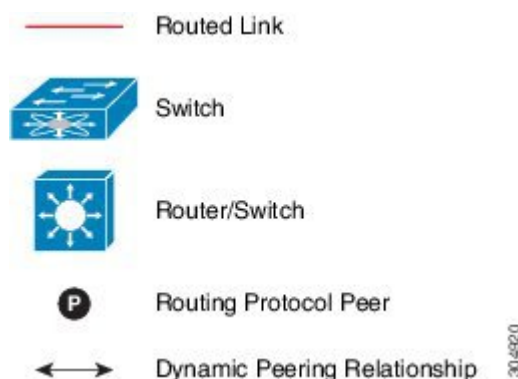 Routed Link
Switch
Router/Switch
P
Routing Protocol Peer
Dynamic Peering Relationship
304920